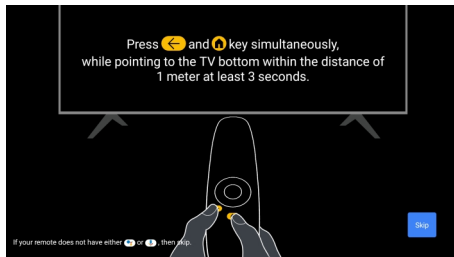 Press and key simultaneously,
while pointing to the TV bottom within the distance of
1 meter at least 3 seconds.
Skip
If your remote does not have either or , then skip.